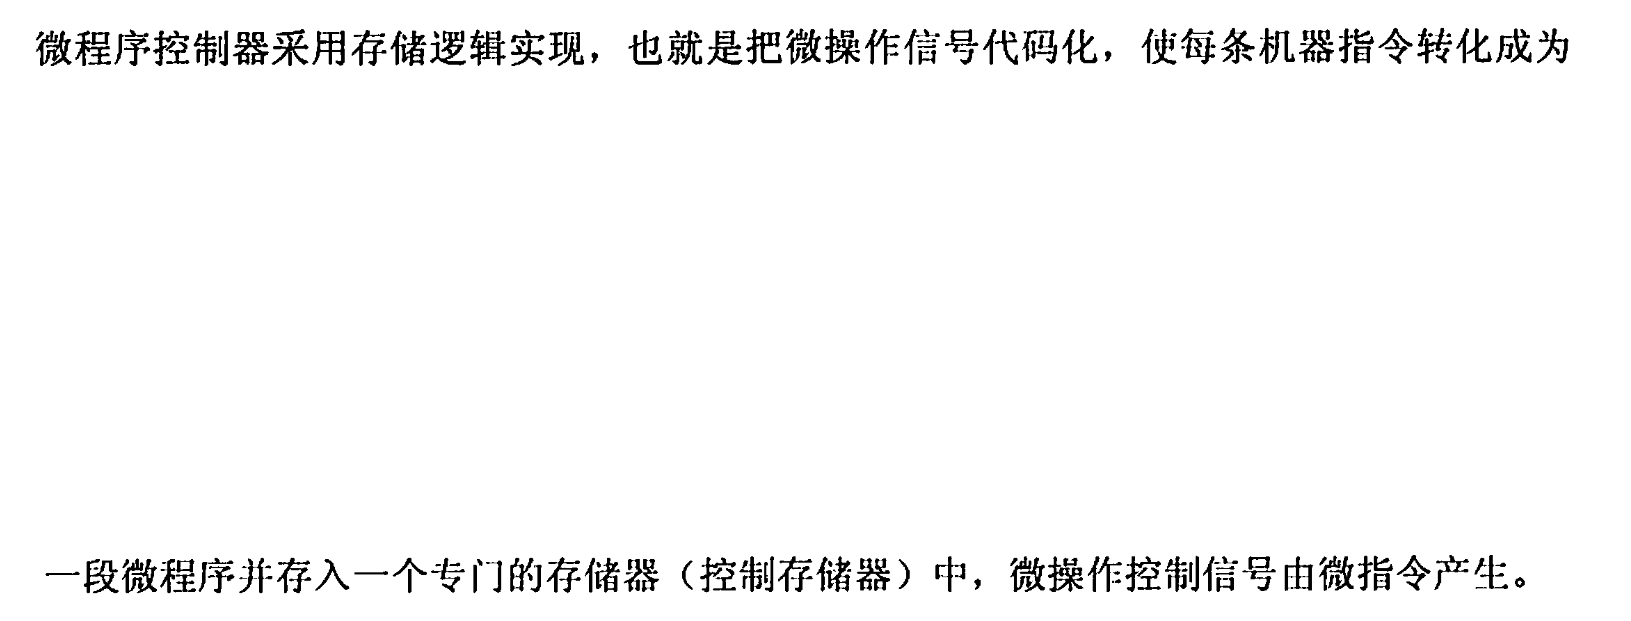 微程序控制器采用存储逻辑实现，也就是把微操作信号代码化，使每条机器指令转化成为
一段微程序并存入一个专门的存储器（控制存储器）中，微操作控制信号由微指令产生。